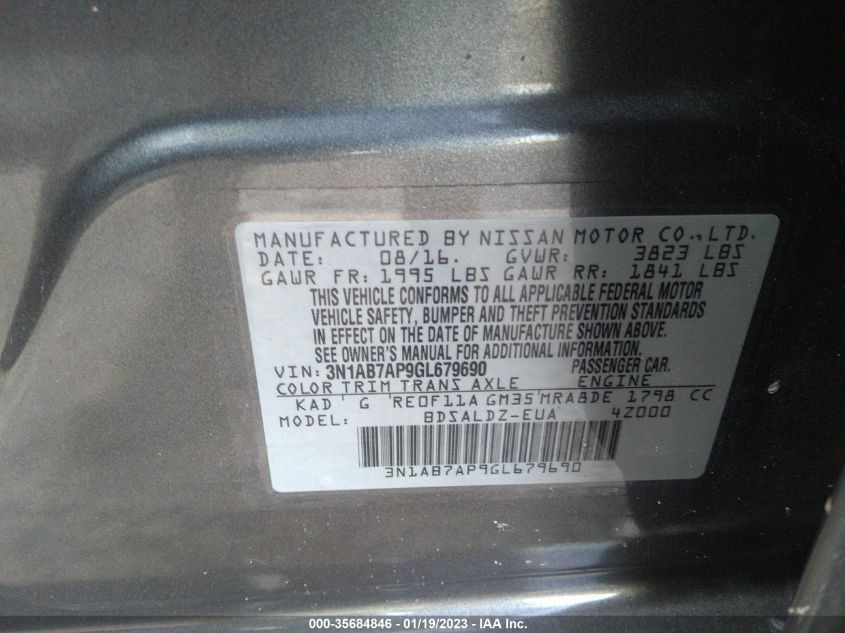 MANUFACTURED BY NISSAN MOTOR CO.,LTD.
DATE: 08/16. GVWR: 3823 LBS
GAWR FR: 1995 LBS GAWR RR: 1841 LBS
THIS VEHICLE CONFORMS TO ALL APPLICABLE FEDERAL MOTOR
VEHICLE SAFETY, BUMPER AND THEFT PREVENTION STANDARDS
IN EFFECT ON THE DATE OF MANUFACTURE SHOWN ABOVE.
SEE OWNER'S MANUAL FOR ADDITIONAL INFORMATION.
VIN: 3N1AB7AP9GL679690 PASSENGER CAR.
COLOR TRIM TRANS AXLE ENGINE
KAD ' G 'RE0F11A GM35'MRA8DE 1798 CC
MODEL: BDSALDZ-EUA 4Z000
3N1AB7AP9GL679690
000-35684846 - 01/19/2023 - IAA Inc.